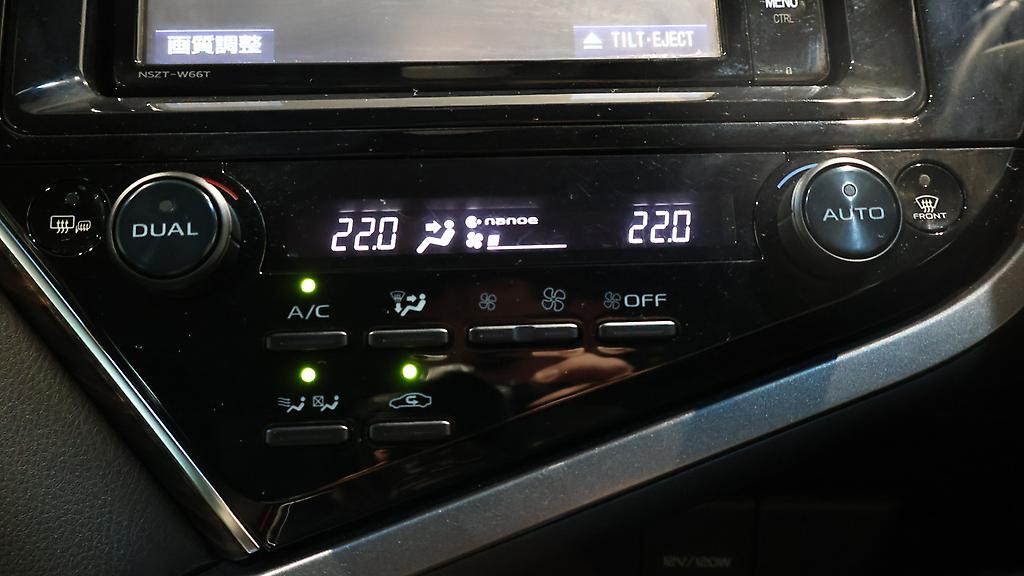 MENU
CTRL
画質調整
TILT·EJECT
NSZT-W66T
DUAL
22.0
nanoe
22.0
AUTO
FRONT
A/C
OFF
12V/120W